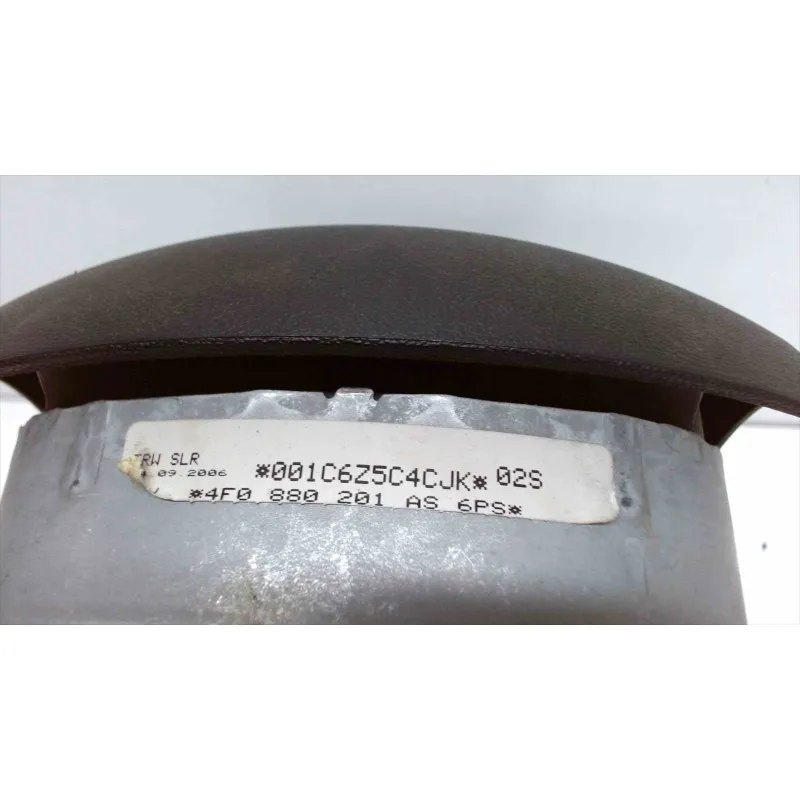 TRW SLR
.09.2006 *001C6Z5C4CJK* 02S
*4F0 880 201 AS 6PS*